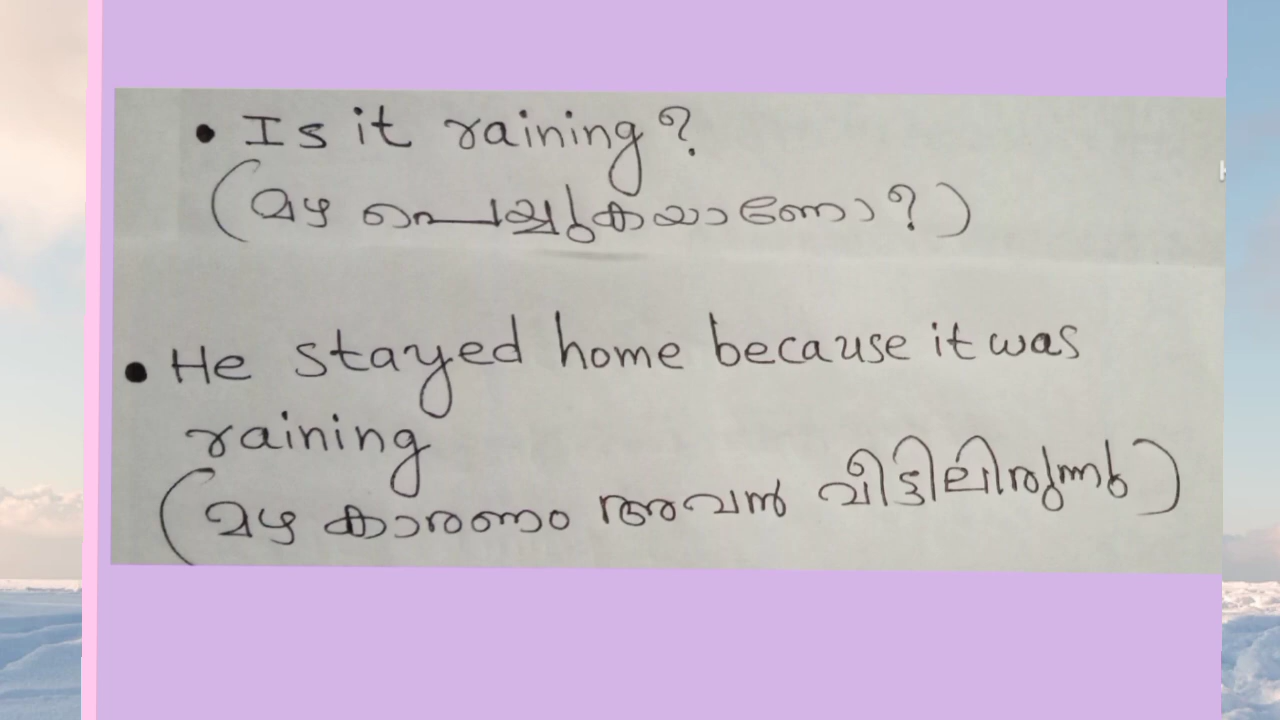 • Is it raining?
(മഴ പെയ്യുകയാണോ?)
• He stayed home because it was
raining
(മഴ കാരണം അവൻ വീട്ടിലിരുന്നു)